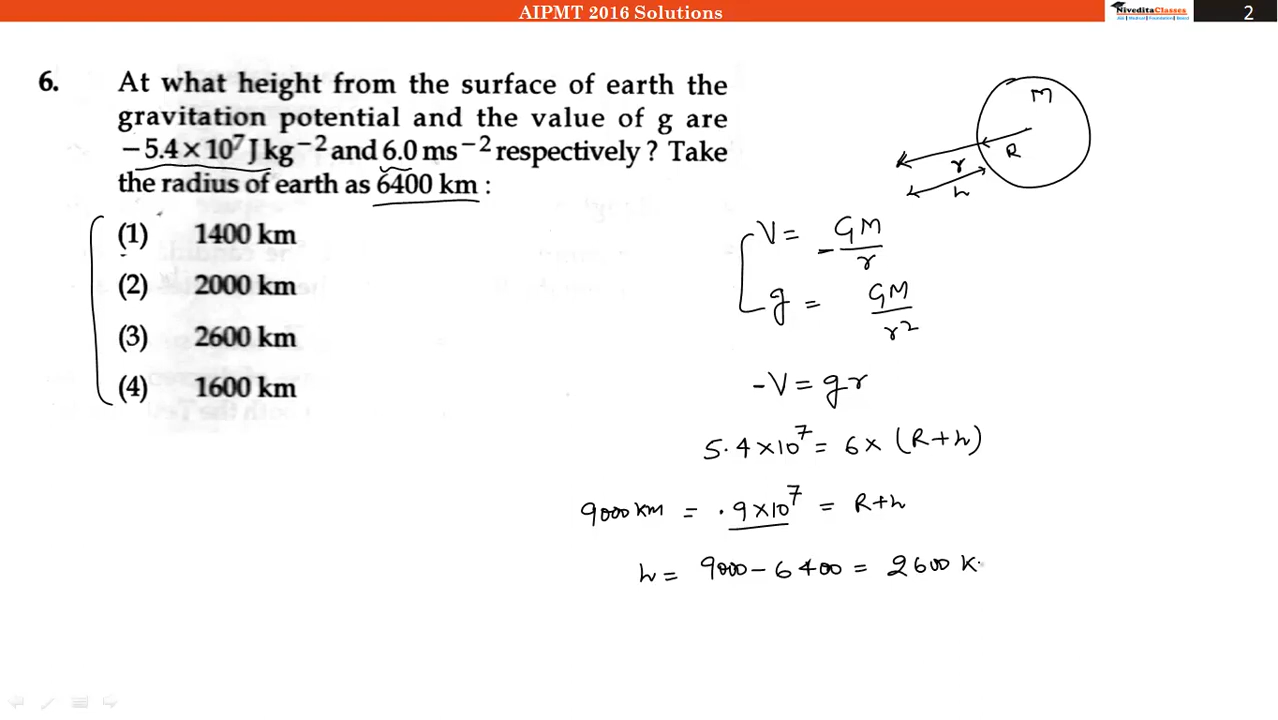 AIPMT 2016 Solutions
NiveditaClasses
2
6. At what height from the surface of earth the
gravitation potential and the value of g are
−5.4×10⁷ J kg⁻² and 6.0 ms⁻² respectively ? Take
the radius of earth as 6400 km :
(1) 1400 km
(2) 2000 km
(3) 2600 km
(4) 1600 km
M
R
r
h
V = - GM/r
g = GM/r²
-V = gr
5.4×10⁷ = 6× (R+h)
9000 km = .9×10⁷ = R+h
h = 9000 - 6400 = 2600 K